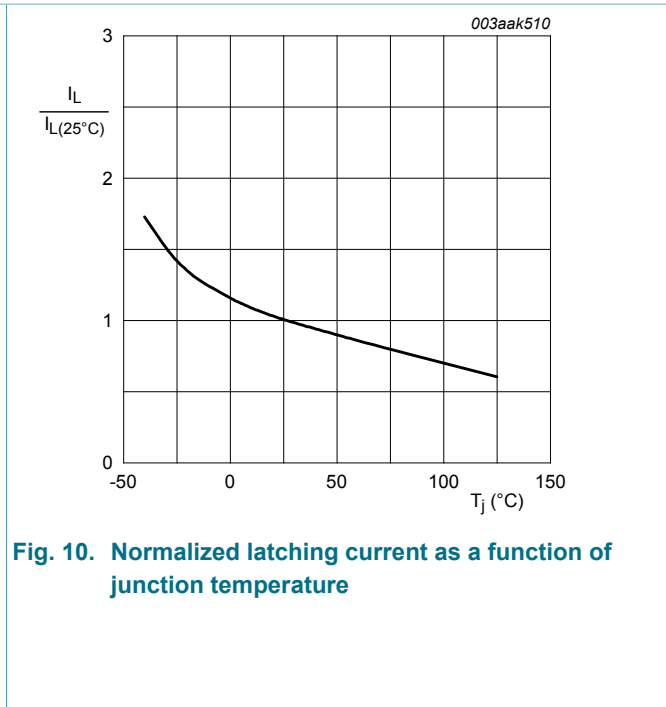 003aak510
3
I_L
I_L(25°C)
2
1
0
-50 0 50 100 150
T_j (°C)
Fig. 10. Normalized latching current as a function of
junction temperature